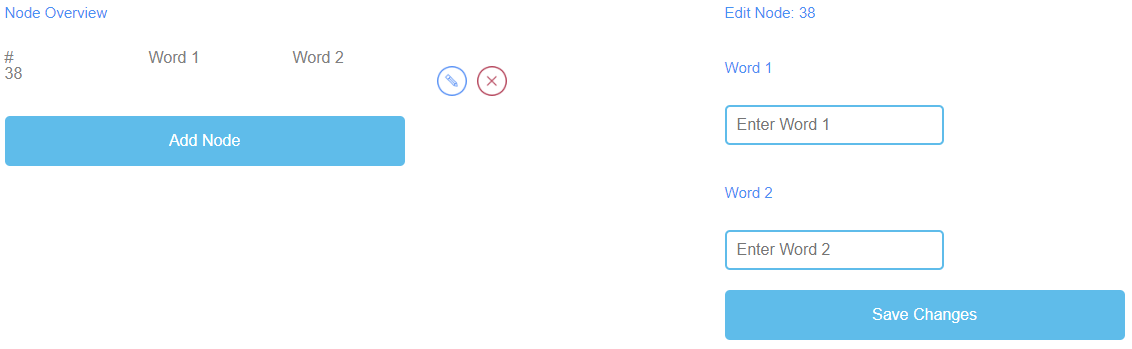 Node Overview
# Word 1 Word 2
38
Add Node
Edit Node: 38
Word 1
Enter Word 1
Word 2
Enter Word 2
Save Changes